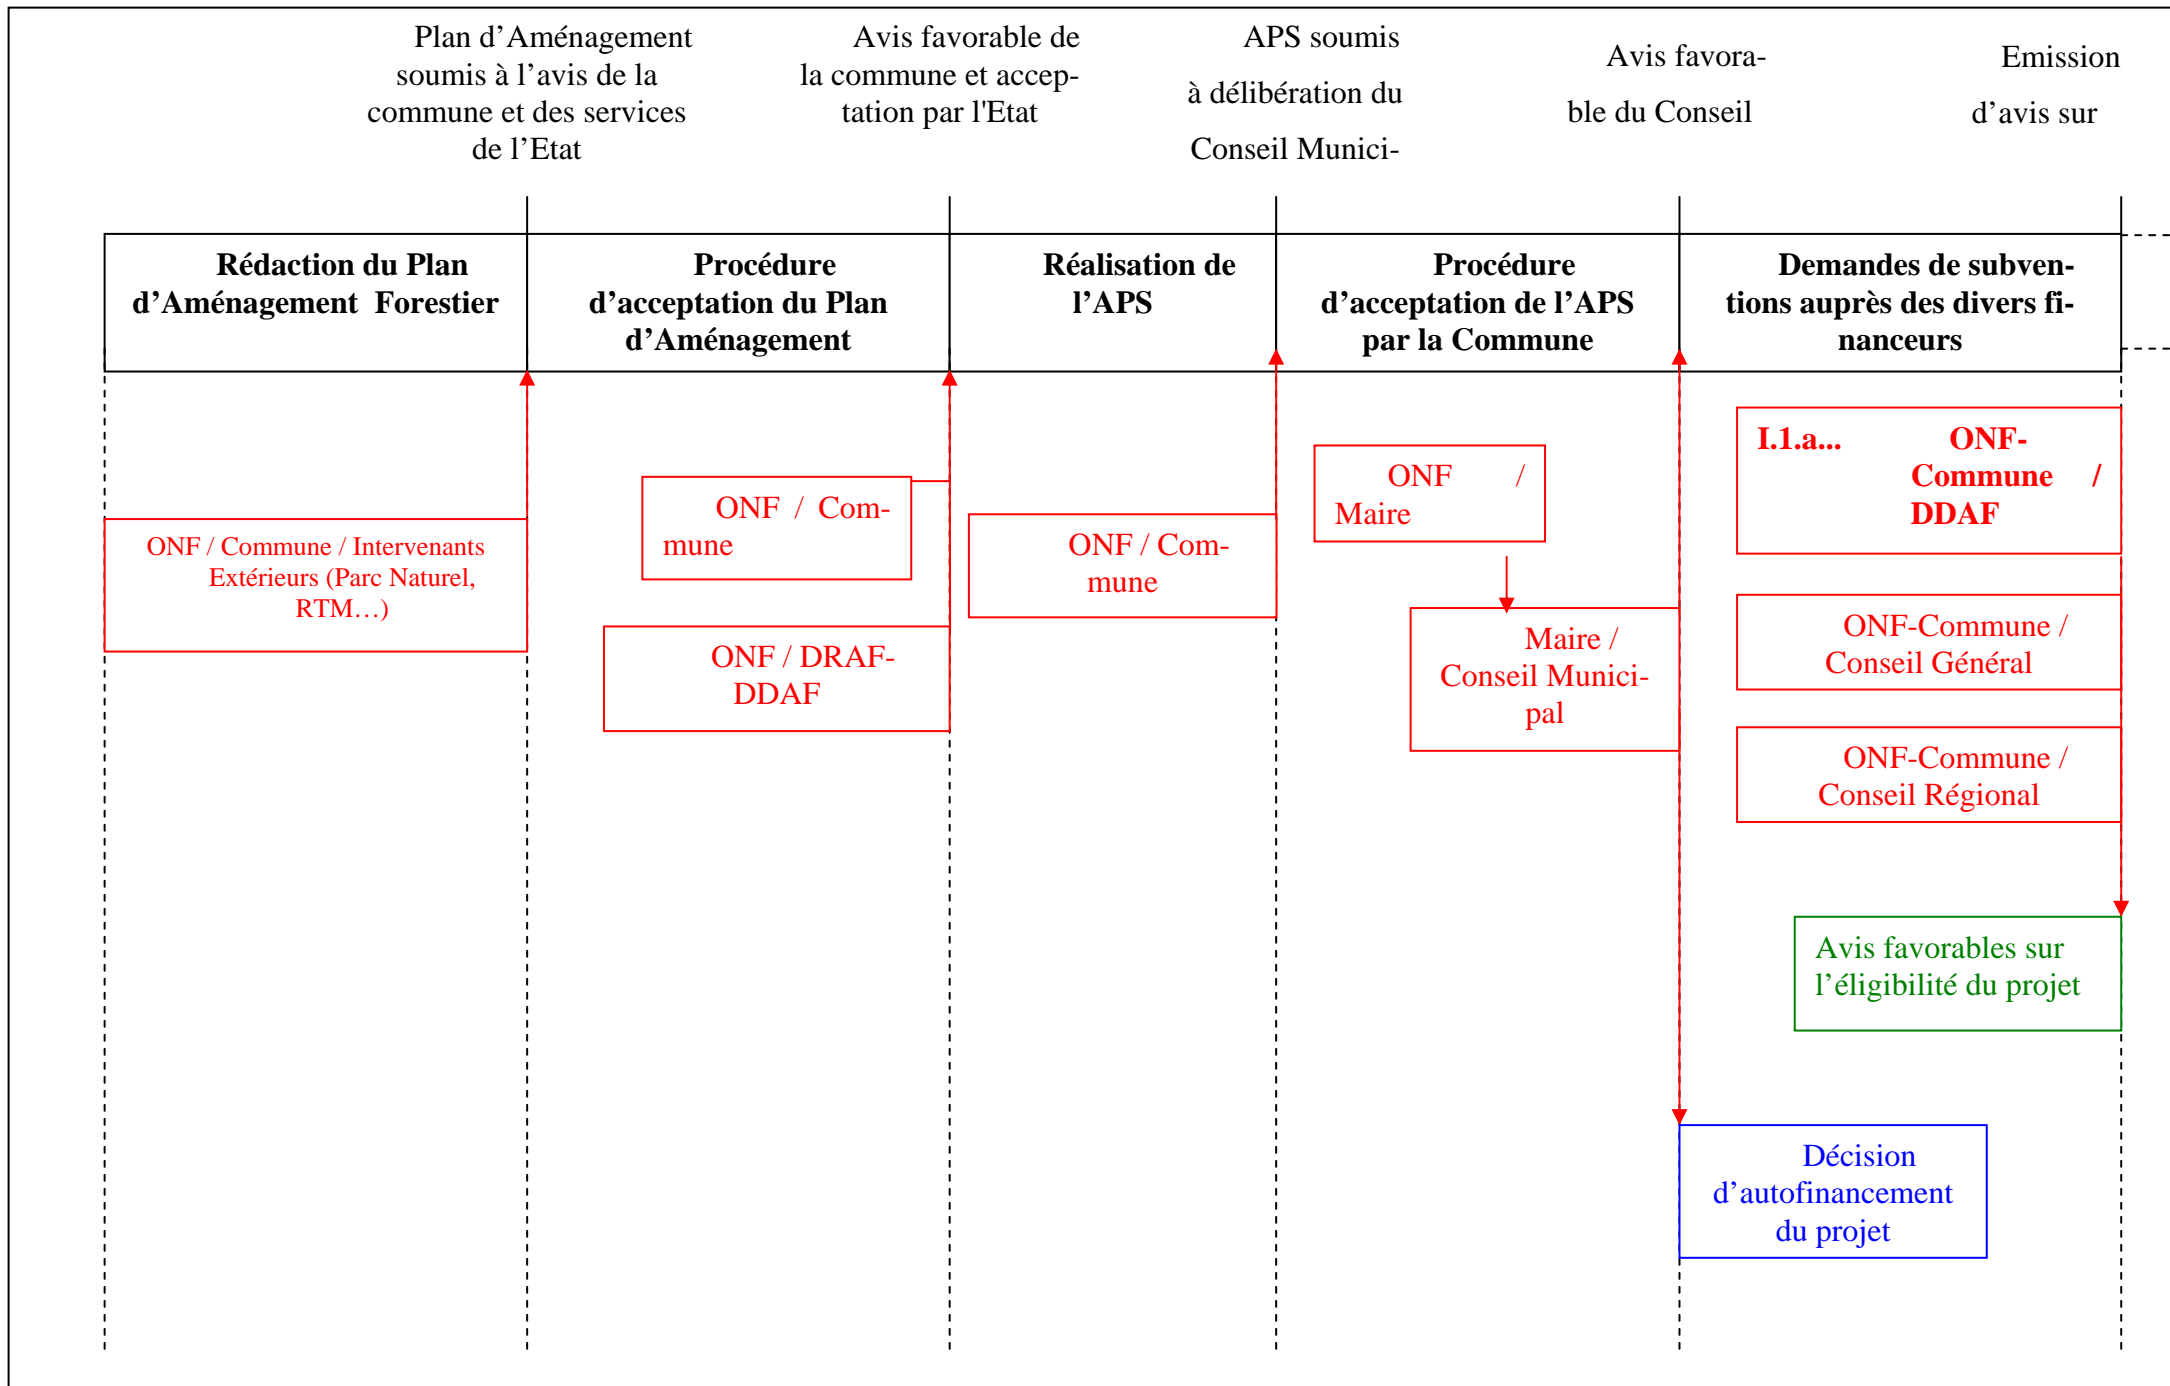 Plan d’Aménagement
soumis à l’avis de la
commune et des services
de l’Etat
Avis favorable de
la commune et accep-
tation par l'Etat
APS soumis
à délibération du
Conseil Munici-
Avis favora-
ble du Conseil
Emission
d’avis sur
Rédaction du Plan
d’Aménagement Forestier
Procédure
d’acceptation du Plan
d’Aménagement
Réalisation de
l’APS
Procédure
d’acceptation de l’APS
par la Commune
Demandes de subven-
tions auprès des divers fi-
nanceurs
ONF / Commune / Intervenants
Extérieurs (Parc Naturel,
RTM…)
ONF / Com-
mune
ONF / DRAF-
DDAF
ONF / Com-
mune
ONF /
Maire
Maire /
Conseil Munici-
pal
I.1.a... ONF-
Commune /
DDAF
ONF-Commune /
Conseil Général
ONF-Commune /
Conseil Régional
Avis favorables sur
l’éligibilité du projet
Décision
d’autofinancement
du projet